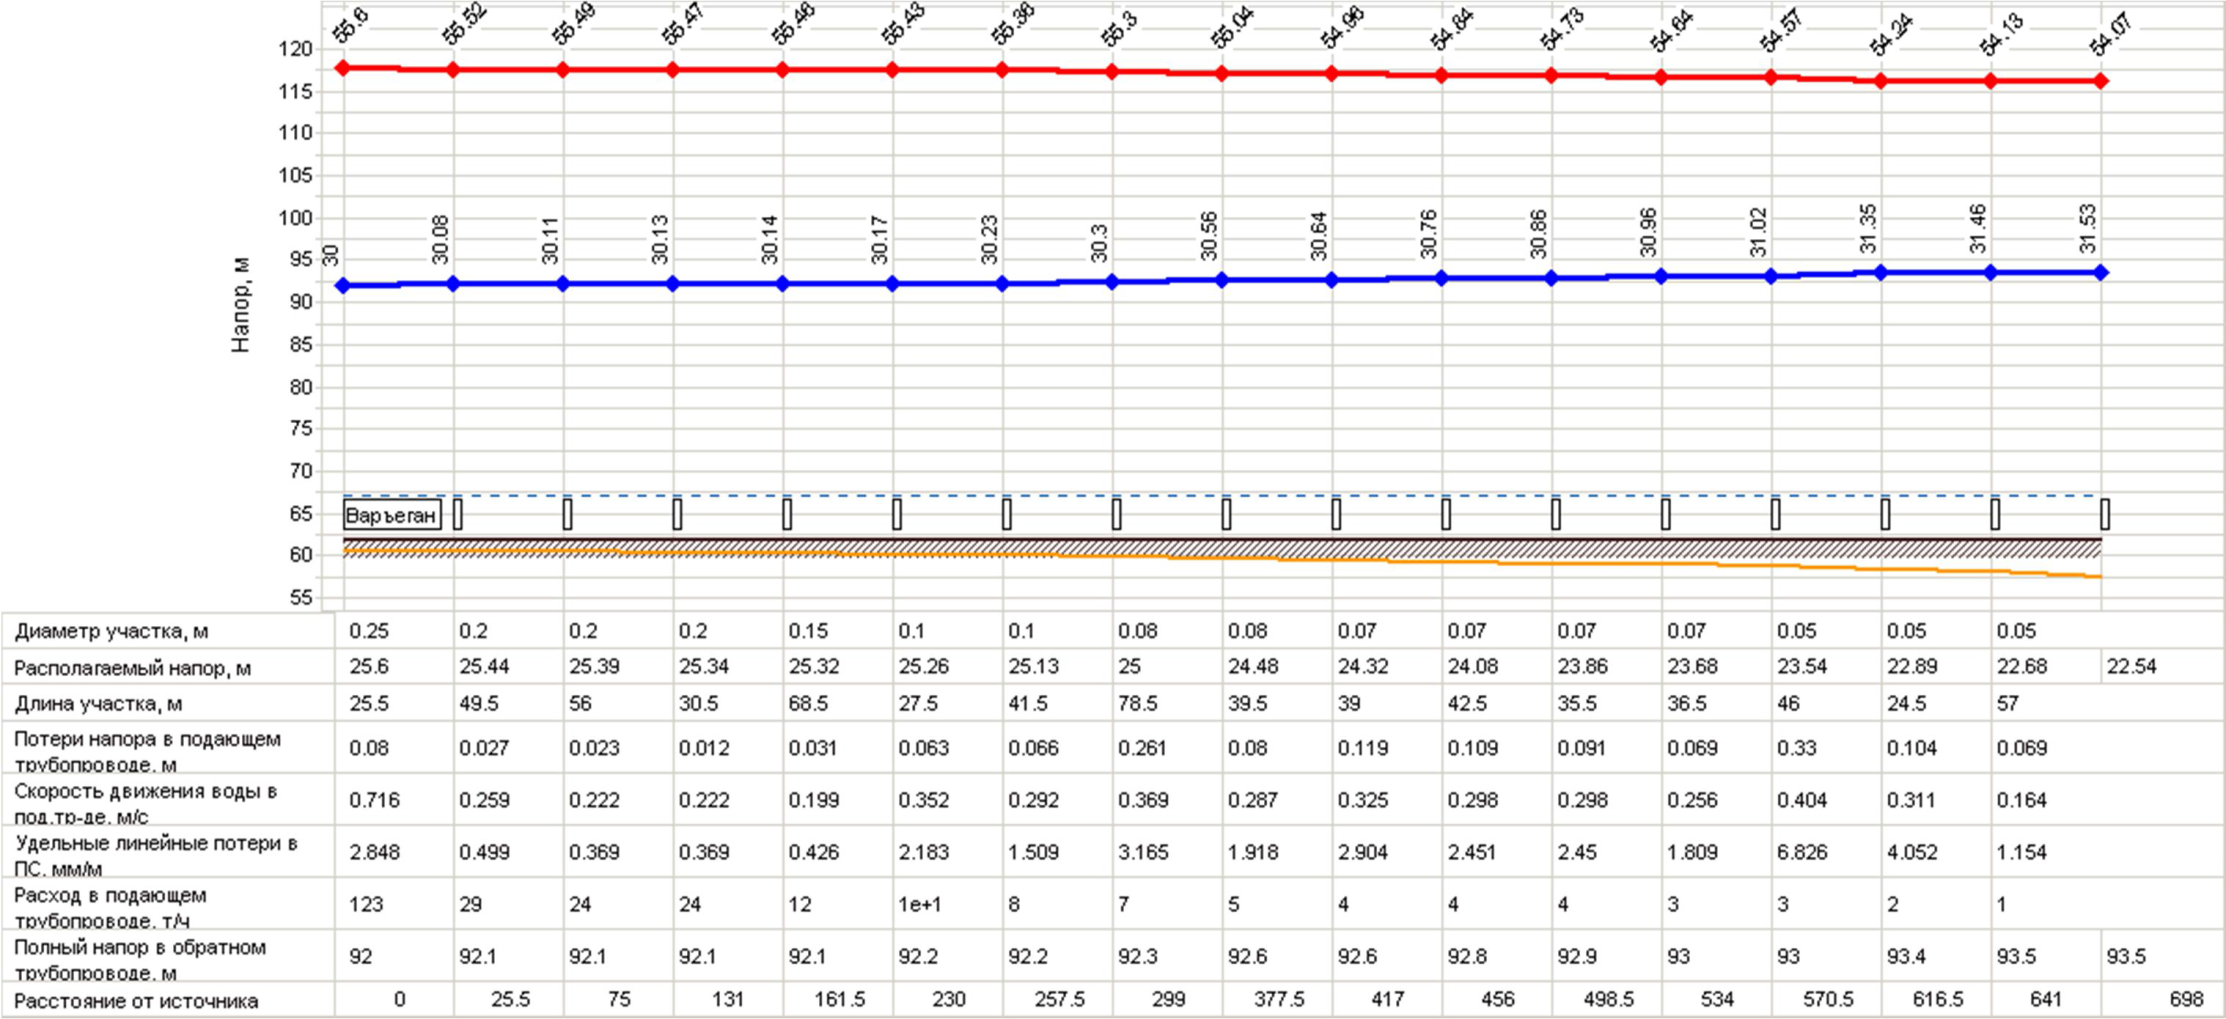 55.6 55.52 55.49 55.47 55.46 55.43 55.36 55.3 55.04 54.96 54.84 54.73 54.64 54.57 54.24 54.13 54.07
120
115
110
105
100
95
90
85
80
75
70
65
60
55
Напор, м
30 30.08 30.11 30.13 30.14 30.17 30.23 30.3 30.56 30.64 30.76 30.86 30.96 31.02 31.35 31.46 31.53
Варъеган
Диаметр участка, м 0.25 0.2 0.2 0.2 0.15 0.1 0.1 0.08 0.08 0.07 0.07 0.07 0.07 0.05 0.05 0.05
Располагаемый напор, м 25.6 25.44 25.39 25.34 25.32 25.26 25.13 25 24.48 24.32 24.08 23.86 23.68 23.54 22.89 22.68 22.54
Длина участка, м 25.5 49.5 56 30.5 68.5 27.5 41.5 78.5 39.5 39 42.5 35.5 36.5 46 24.5 57
Потери напора в подающем
трубопроводе, м 0.08 0.027 0.023 0.012 0.031 0.063 0.066 0.261 0.08 0.119 0.109 0.091 0.069 0.33 0.104 0.069
Скорость движения воды в
под.тр-де, м/с 0.716 0.259 0.222 0.222 0.199 0.352 0.292 0.369 0.287 0.325 0.298 0.298 0.256 0.404 0.311 0.164
Удельные линейные потери в
ПС, мм/м 2.848 0.499 0.369 0.369 0.426 2.183 1.509 3.165 1.918 2.904 2.451 2.45 1.809 6.826 4.052 1.154
Расход в подающем
трубопроводе, т/ч 123 29 24 24 12 1e+1 8 7 5 4 4 4 3 3 2 1
Полный напор в обратном
трубопроводе, м 92 92.1 92.1 92.1 92.1 92.2 92.2 92.3 92.6 92.6 92.8 92.9 93 93 93.4 93.5 93.5
Расстояние от источника 0 25.5 75 131 161.5 230 257.5 299 377.5 417 456 498.5 534 570.5 616.5 641 698